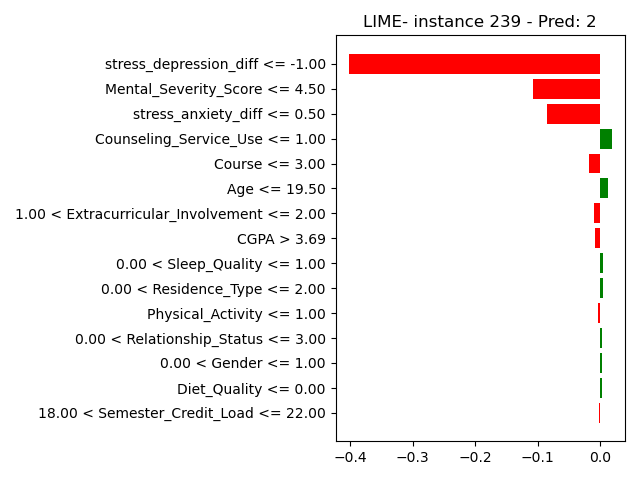 LIME- instance 239 - Pred: 2
stress_depression_diff <= -1.00
Mental_Severity_Score <= 4.50
stress_anxiety_diff <= 0.50
Counseling_Service_Use <= 1.00
Course <= 3.00
Age <= 19.50
1.00 < Extracurricular_Involvement <= 2.00
CGPA > 3.69
0.00 < Sleep_Quality <= 1.00
0.00 < Residence_Type <= 2.00
Physical_Activity <= 1.00
0.00 < Relationship_Status <= 3.00
0.00 < Gender <= 1.00
Diet_Quality <= 0.00
18.00 < Semester_Credit_Load <= 22.00
−0.4 −0.3 −0.2 −0.1 0.0